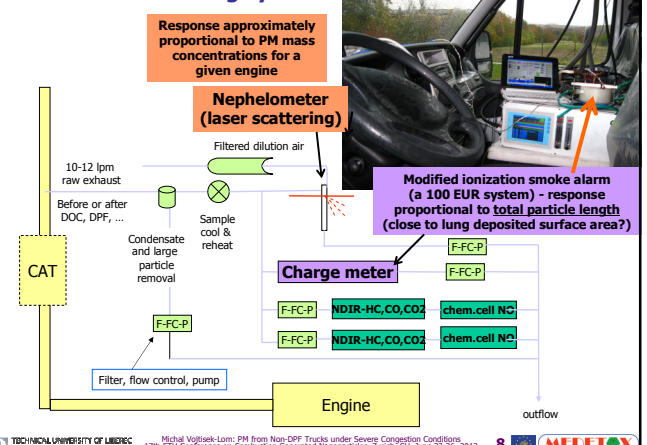 Response approximately
proportional to PM mass
concentrations for a
given engine
Nephelometer
(laser scattering)
Filtered dilution air
10-12 lpm
raw exhaust
Before or after
DOC, DPF, ...
Sample
cool &
reheat
Condensate
and large
particle
removal
Modified ionization smoke alarm
(a 100 EUR system) - response
proportional to total particle length
(close to lung deposited surface area?)
F-FC-P
CAT
Charge meter
F-FC-P
F-FC-P
NDIR-HC,CO,CO2
chem.cell NO
F-FC-P
F-FC-P
NDIR-HC,CO,CO2
chem.cell NO
Filter, flow control, pump
Engine
outflow
TECHNICAL UNIVERSITY OF LIBEREC
Michal Vojtisek-Lom: PM from Non-DPF Trucks under Severe Congestion Conditions
8
MEDETOX